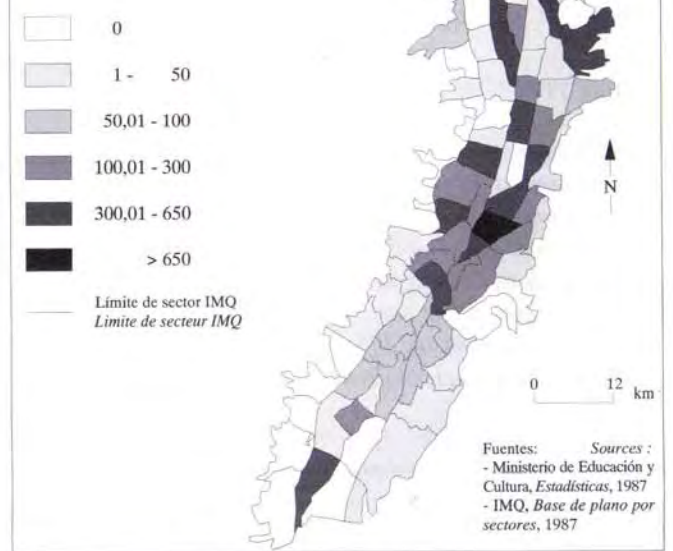 0
1 - 50
50,01 - 100
100,01 - 300
300,01 - 650
> 650
Límite de sector IMQ
Limite de secteur IMQ
N
0 12 km
Fuentes: Sources :
- Ministerio de Educación y
Cultura, Estadísticas, 1987
- IMQ, Base de plano por
sectores, 1987